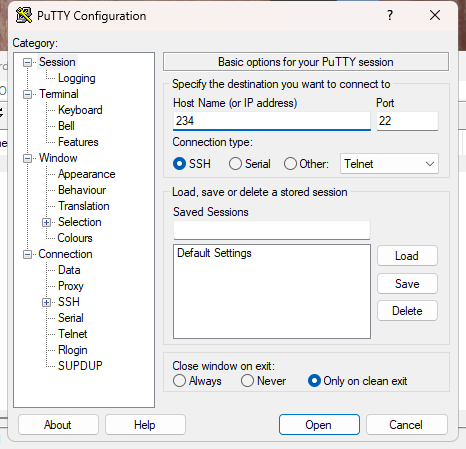 PuTTY Configuration
Category:
Session
Logging
Terminal
Keyboard
Bell
Features
Window
Appearance
Behaviour
Translation
Selection
Colours
Connection
Data
Proxy
SSH
Serial
Telnet
Rlogin
SUPDUP
Basic options for your PuTTY session
Specify the destination you want to connect to
Host Name (or IP address) Port
234 22
Connection type:
SSH Serial Other: Telnet
Load, save or delete a stored session
Saved Sessions
Default Settings
Load
Save
Delete
Close window on exit:
Always Never Only on clean exit
About Help Open Cancel